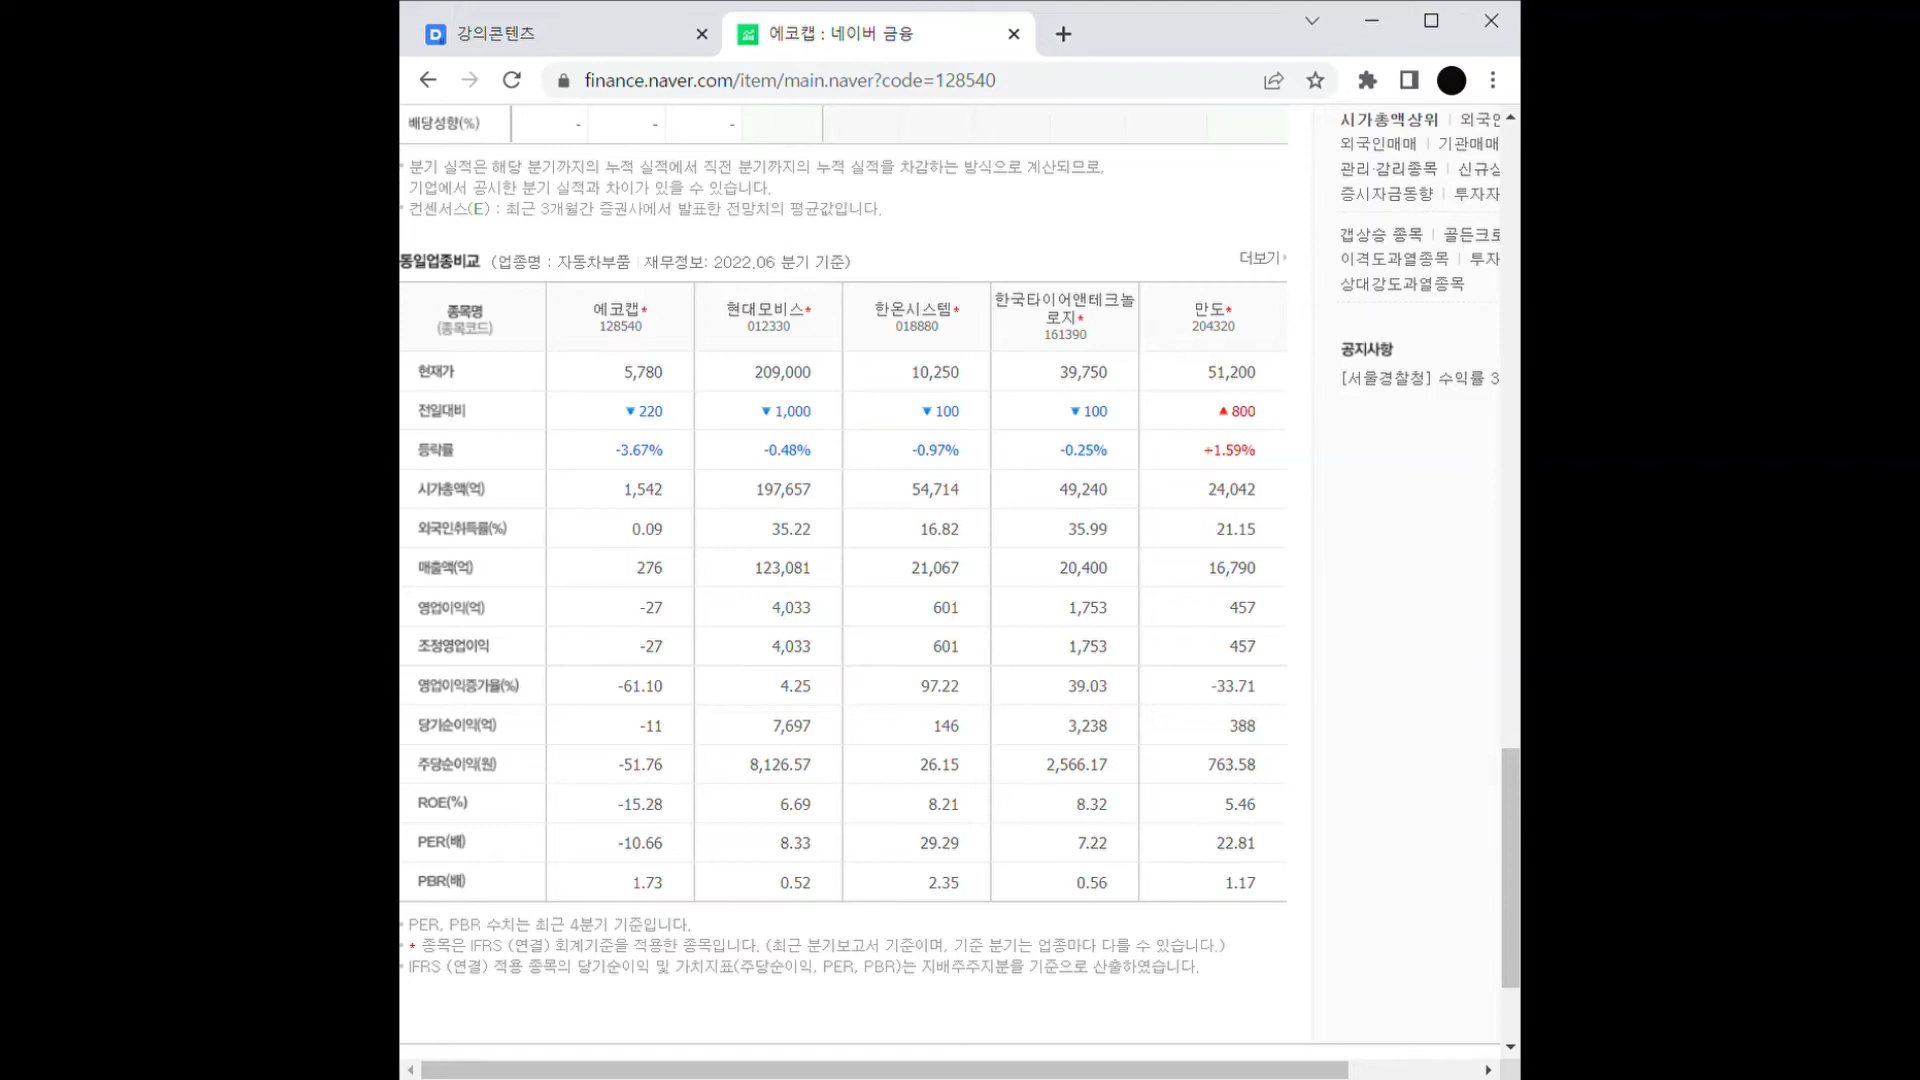 강의콘텐츠
에코캡 : 네이버 금융
finance.naver.com/item/main.naver?code=128540
배당성향(%) - - -
분기 실적은 해당 분기까지의 누적 실적에서 직전 분기까지의 누적 실적을 차감하는 방식으로 계산되므로,
기업에서 공시한 분기 실적과 차이가 있을 수 있습니다.
컨센서스(E) : 최근 3개월간 증권사에서 발표한 전망치의 평균값입니다.
동일업종비교 (업종명 : 자동차부품 | 재무정보: 2022.06 분기 기준)
더보기
종목명 (종목코드) 에코캡* 128540 현대모비스* 012330 한온시스템* 018880 한국타이어앤테크놀로지* 161390 만도* 204320
현재가 5,780 209,000 10,250 39,750 51,200
전일대비 ▼220 ▼1,000 ▼100 ▼100 ▲800
등락률 -3.67% -0.48% -0.97% -0.25% +1.59%
시가총액(억) 1,542 197,657 54,714 49,240 24,042
외국인취득률(%) 0.09 35.22 16.82 35.99 21.15
매출액(억) 276 123,081 21,067 20,400 16,790
영업이익(억) -27 4,033 601 1,753 457
조정영업이익 -27 4,033 601 1,753 457
영업이익증가율(%) -61.10 4.25 97.22 39.03 -33.71
당기순이익(억) -11 7,697 146 3,238 388
주당순이익(원) -51.76 8,126.57 26.15 2,566.17 763.58
ROE(%) -15.28 6.69 8.21 8.32 5.46
PER(배) -10.66 8.33 29.29 7.22 22.81
PBR(배) 1.73 0.52 2.35 0.56 1.17
PER, PBR 수치는 최근 4분기 기준입니다.
* 종목은 IFRS (연결) 회계기준을 적용한 종목입니다. (최근 분기보고서 기준이며, 기준 분기는 업종마다 다를 수 있습니다.)
IFRS (연결) 적용 종목의 당기순이익 및 가치지표(주당순이익, PER, PBR)는 지배주주지분을 기준으로 산출하였습니다.
시가총액상위 | 외국인
외국인매매 | 기관매매
관리·감리종목 | 신규상
증시자금동향 | 투자자
갭상승 종목 | 골든크로
이격도과열종목 | 투자
상대강도과열종목
공지사항
[서울경찰청] 수익률 3